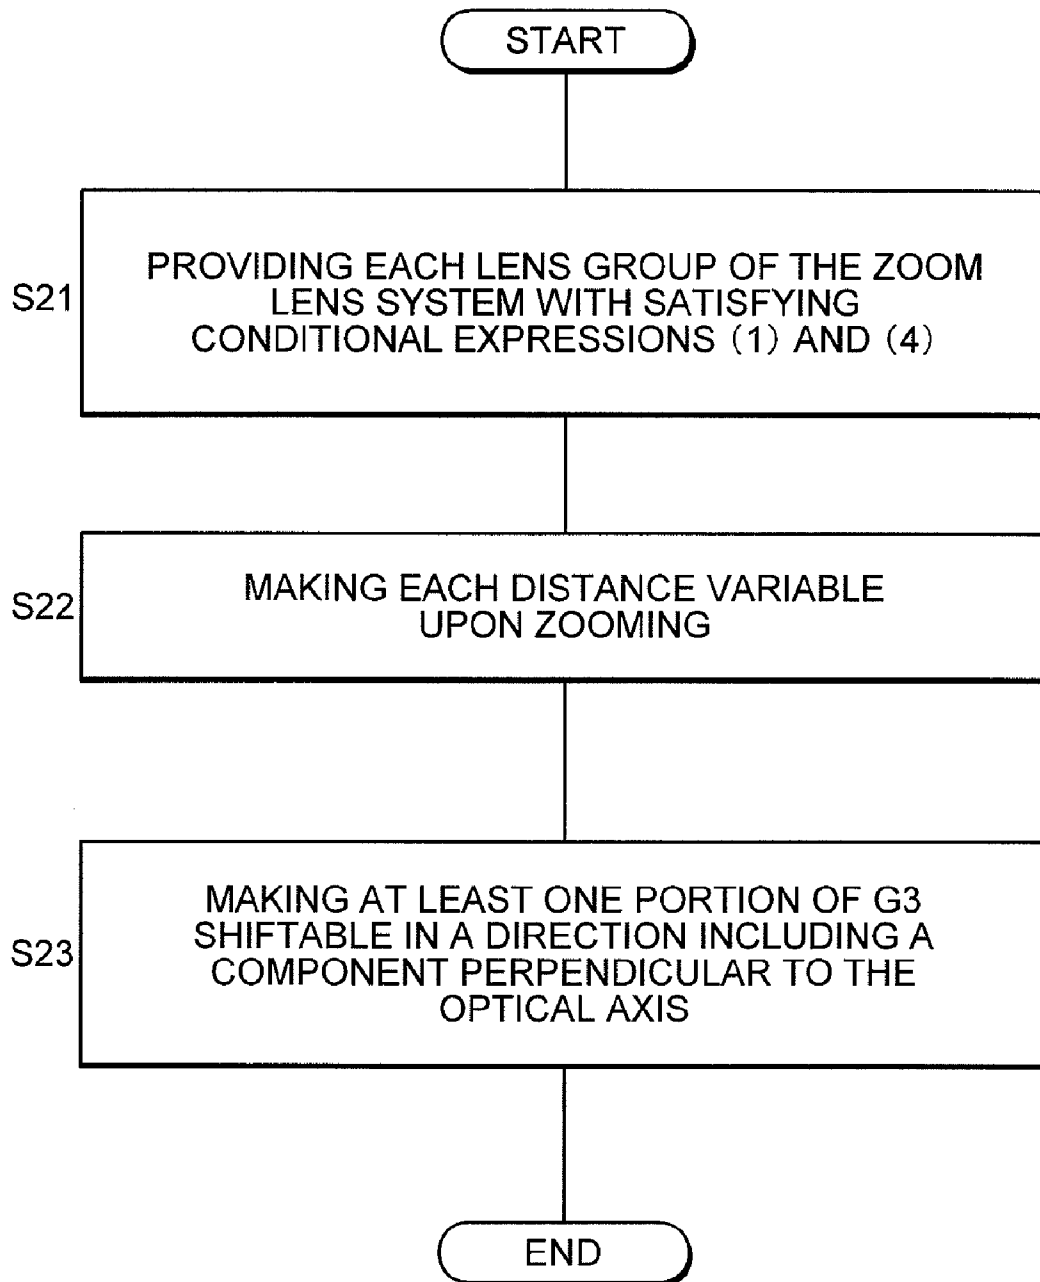 START
S21
PROVIDING EACH LENS GROUP OF THE ZOOM
LENS SYSTEM WITH SATISFYING
CONDITIONAL EXPRESSIONS (1) AND (4)
S22
MAKING EACH DISTANCE VARIABLE
UPON ZOOMING
S23
MAKING AT LEAST ONE PORTION OF G3
SHIFTABLE IN A DIRECTION INCLUDING A
COMPONENT PERPENDICULAR TO THE
OPTICAL AXIS
END